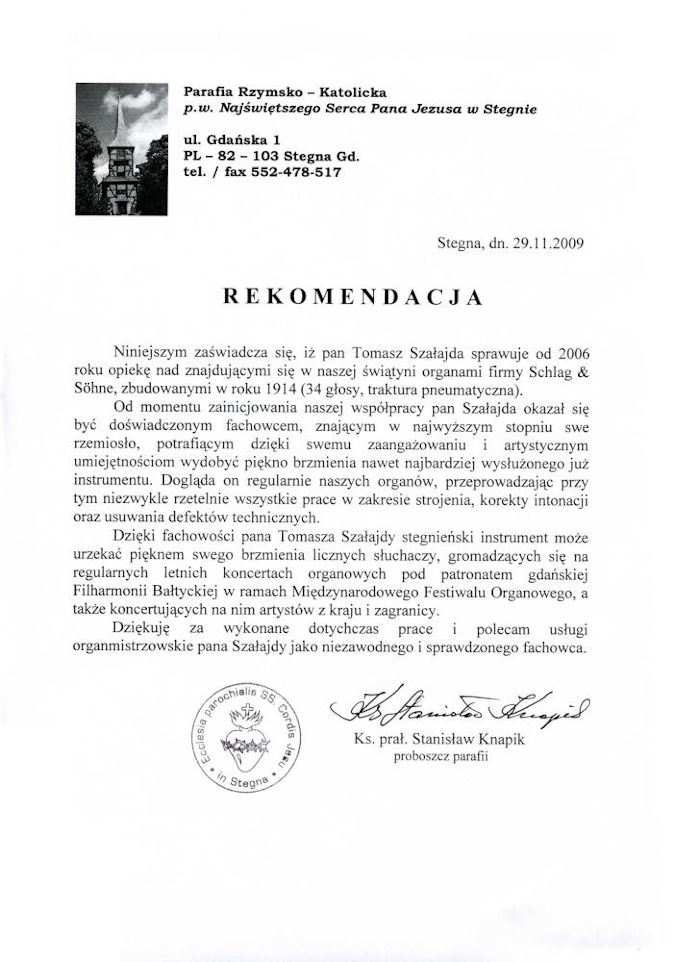 Parafia Rzymsko – Katolicka
p.w. Najświętszego Serca Pana Jezusa w Stegnie
ul. Gdańska 1
PL – 82 – 103 Stegna Gd.
tel. / fax 552-478-517
Stegna, dn. 29.11.2009
REKOMENDACJA
Niniejszym zaświadcza się, iż pan Tomasz Szałajda sprawuje od 2006
roku opiekę nad znajdującymi się w naszej świątyni organami firmy Schlag &
Söhne, zbudowanymi w roku 1914 (34 głosy, traktura pneumatyczna).
Od momentu zainicjowania naszej współpracy pan Szałajda okazał się
być doświadczonym fachowcem, znającym w najwyższym stopniu swe
rzemiosło, potrafiącym dzięki swemu zaangażowaniu i artystycznym
umiejętnościom wydobyć piękno brzmienia nawet najbardziej wysłużonego już
instrumentu. Dogląda on regularnie naszych organów, przeprowadzając przy
tym niezwykle rzetelnie wszystkie prace w zakresie strojenia, korekty intonacji
oraz usuwania defektów technicznych.
Dzięki fachowości pana Tomasza Szałajdy stegnieński instrument może
urzekać pięknem swego brzmienia licznych słuchaczy, gromadzących się na
regularnych letnich koncertach organowych pod patronatem gdańskiej
Filharmonii Bałtyckiej w ramach Międzynarodowego Festiwalu Organowego, a
także koncertujących na nim artystów z kraju i zagranicy.
Dziękuję za wykonane dotychczas prace i polecam usługi
organmistrzowskie pana Szałajdy jako niezawodnego i sprawdzonego fachowca.
Ecclesia parochialis SS. Cordis Jesu
* in Stegna *
Ks Stanisław Knapik
Ks. prał. Stanisław Knapik
proboszcz parafii